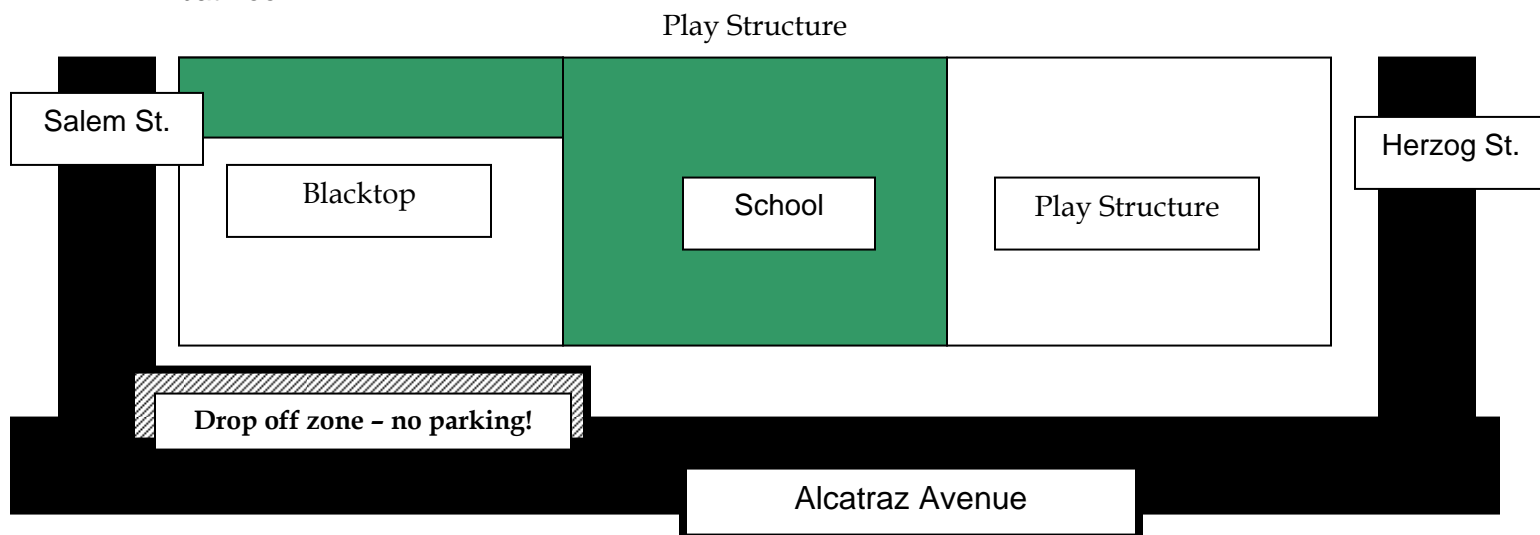 Play Structure
Salem St.
Herzog St.
Blacktop
School
Play Structure
Drop off zone – no parking!
Alcatraz Avenue